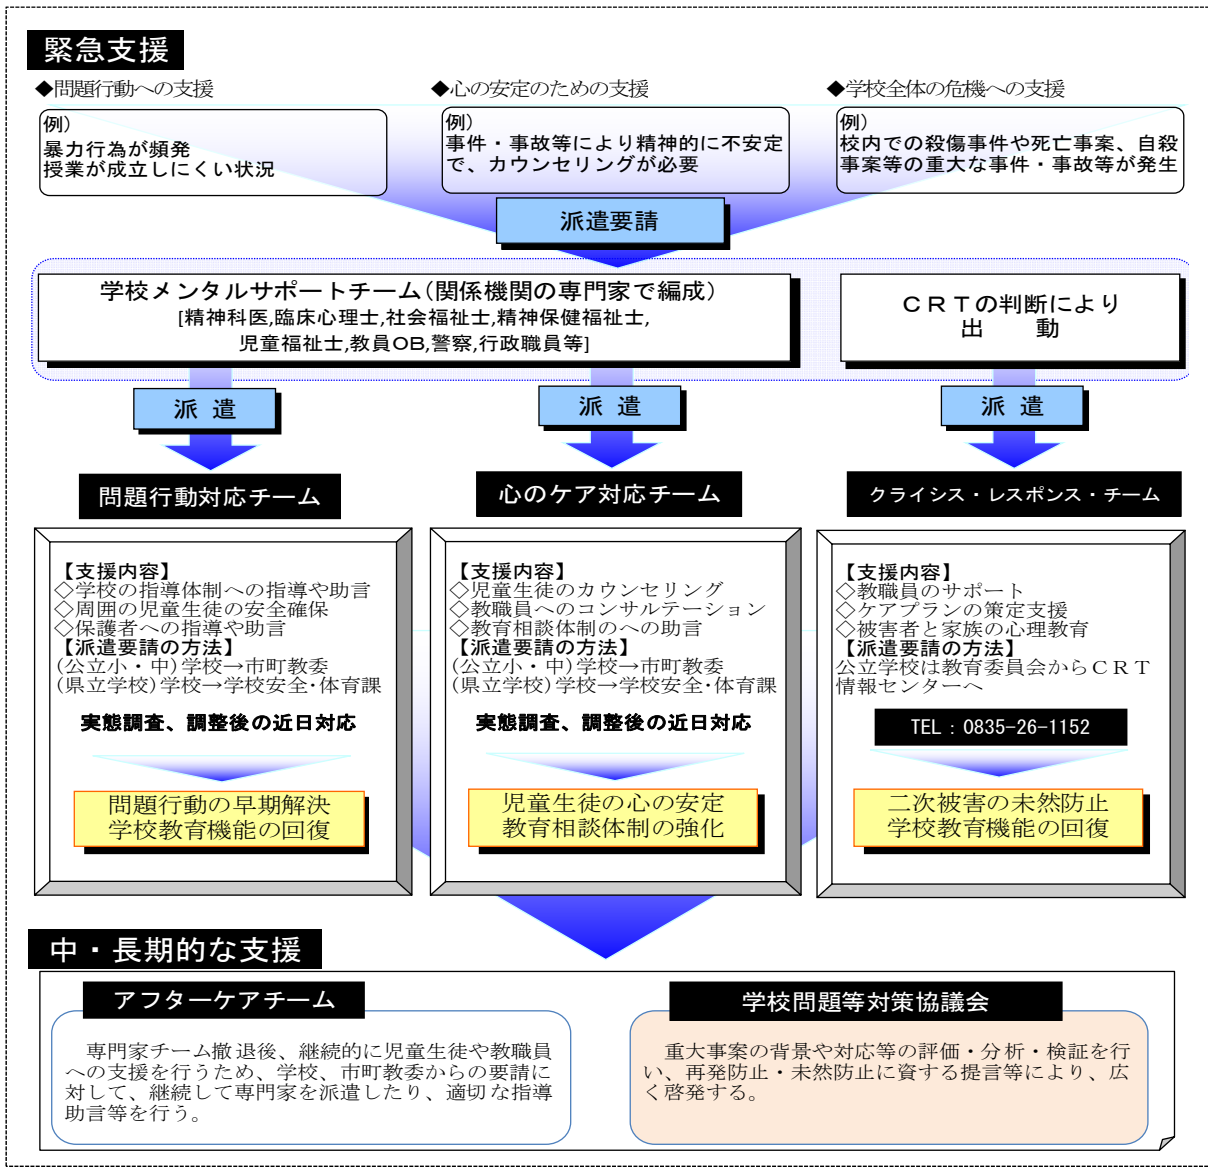 緊急支援
◆問題行動への支援
例）
暴力行為が頻発
授業が成立しにくい状況
◆心の安定のための支援
例）
事件・事故等により精神的に不安定
で、カウンセリングが必要
◆学校全体の危機への支援
例）
校内での殺傷事件や死亡事案、自殺
事案等の重大な事件・事故等が発生
派遣要請
学校メンタルサポートチーム（関係機関の専門家で編成）
[精神科医,臨床心理士,社会福祉士,精神保健福祉士,
児童福祉士,教員OB,警察,行政職員等]
ＣＲＴの判断により
出　　動
派 遣
派 遣
派 遣
問題行動対応チーム
【支援内容】
◇学校の指導体制への指導や助言
◇周囲の児童生徒の安全確保
◇保護者への指導や助言
【派遣要請の方法】
(公立小・中)学校→市町教委
(県立学校)学校→学校安全･体育課
実態調査、調整後の近日対応
問題行動の早期解決
学校教育機能の回復
心のケア対応チーム
【支援内容】
◇児童生徒のカウンセリング
◇教職員へのコンサルテーション
◇教育相談体制のへの助言
【派遣要請の方法】
(公立小・中)学校→市町教委
(県立学校)学校→学校安全･体育課
実態調査、調整後の近日対応
児童生徒の心の安定
教育相談体制の強化
クライシス・レスポンス・チーム
【支援内容】
◇教職員のサポート
◇ケアプランの策定支援
◇被害者と家族の心理教育
【派遣要請の方法】
公立学校は教育委員会からＣＲＴ
情報センターへ
TEL：0835-26-1152
二次被害の未然防止
学校教育機能の回復
中・長期的な支援
アフターケアチーム
専門家チーム撤退後、継続的に児童生徒や教職員
への支援を行うため、学校、市町教委からの要請に
対して、継続して専門家を派遣したり、適切な指導
助言等を行う。
学校問題等対策協議会
重大事案の背景や対応等の評価・分析・検証を行
い、再発防止・未然防止に資する提言等により、広
く啓発する。